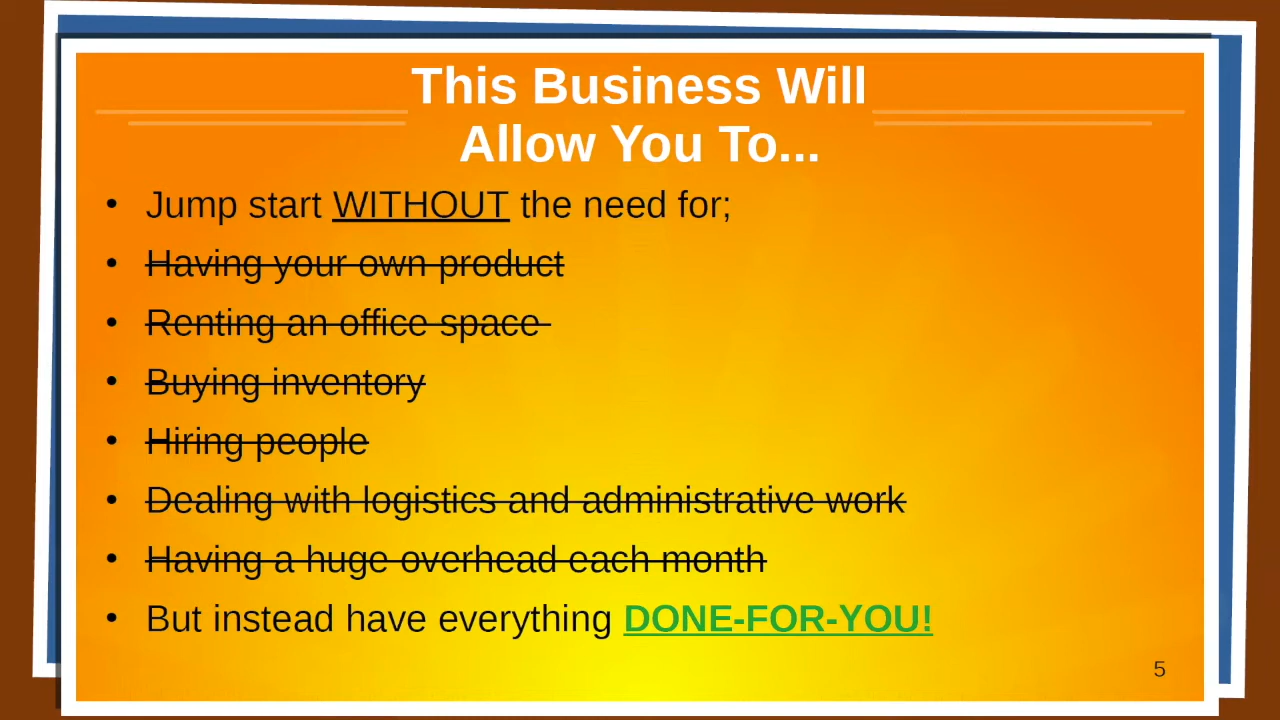 This Business Will
Allow You To...
• Jump start WITHOUT the need for;
• Having your own product
• Renting an office space
• Buying inventory
• Hiring people
• Dealing with logistics and administrative work
• Having a huge overhead each month
• But instead have everything DONE-FOR-YOU!
5